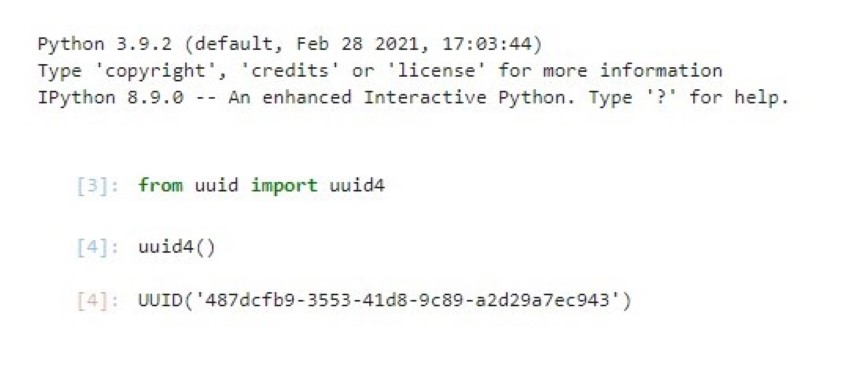 Python 3.9.2 (default, Feb 28 2021, 17:03:44)
Type 'copyright', 'credits' or 'license' for more information
IPython 8.9.0 -- An enhanced Interactive Python. Type '?' for help.
[3]: from uuid import uuid4
[4]: uuid4()
[4]: UUID('487dcfb9-3553-41d8-9c89-a2d29a7ec943')